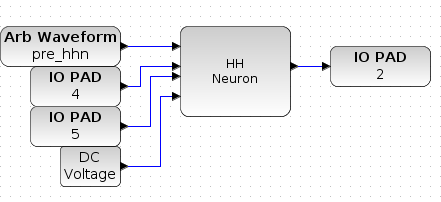 Arb Waveform
pre_hhn
IO PAD
4
IO PAD
5
DC
Voltage
HH
Neuron
IO PAD
2